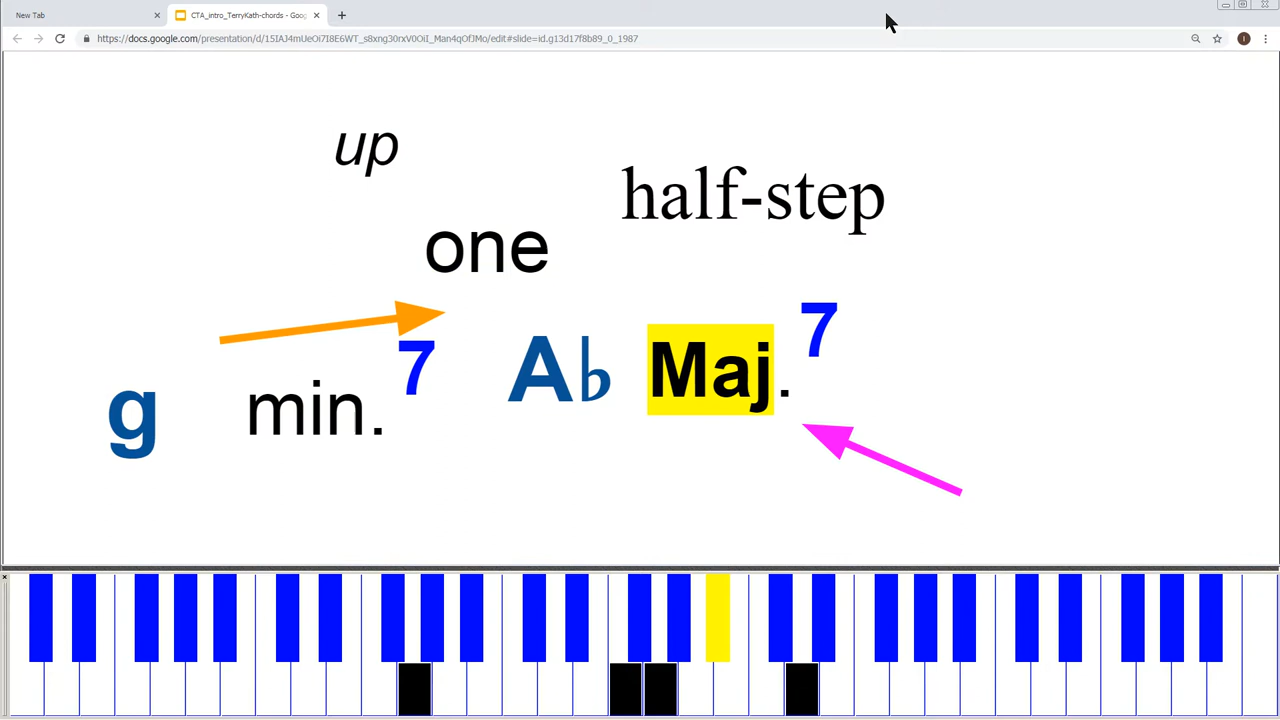 New Tab
CTA_intro_TerryKath-chords - Goo
https://docs.google.com/presentation/d/15IAJ4mUeOi7I8E6WT_s8xng30rxV0OiI_Man4qOfJMo/edit#slide=id.g13d17f8b89_0_1987
up
half-step
one
g min.7 A♭ Maj.7